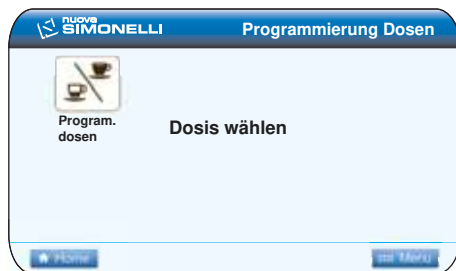 nuova
SIMONELLI
Programmierung Dosen
Program.
dosen
Dosis wählen
Home
Menu